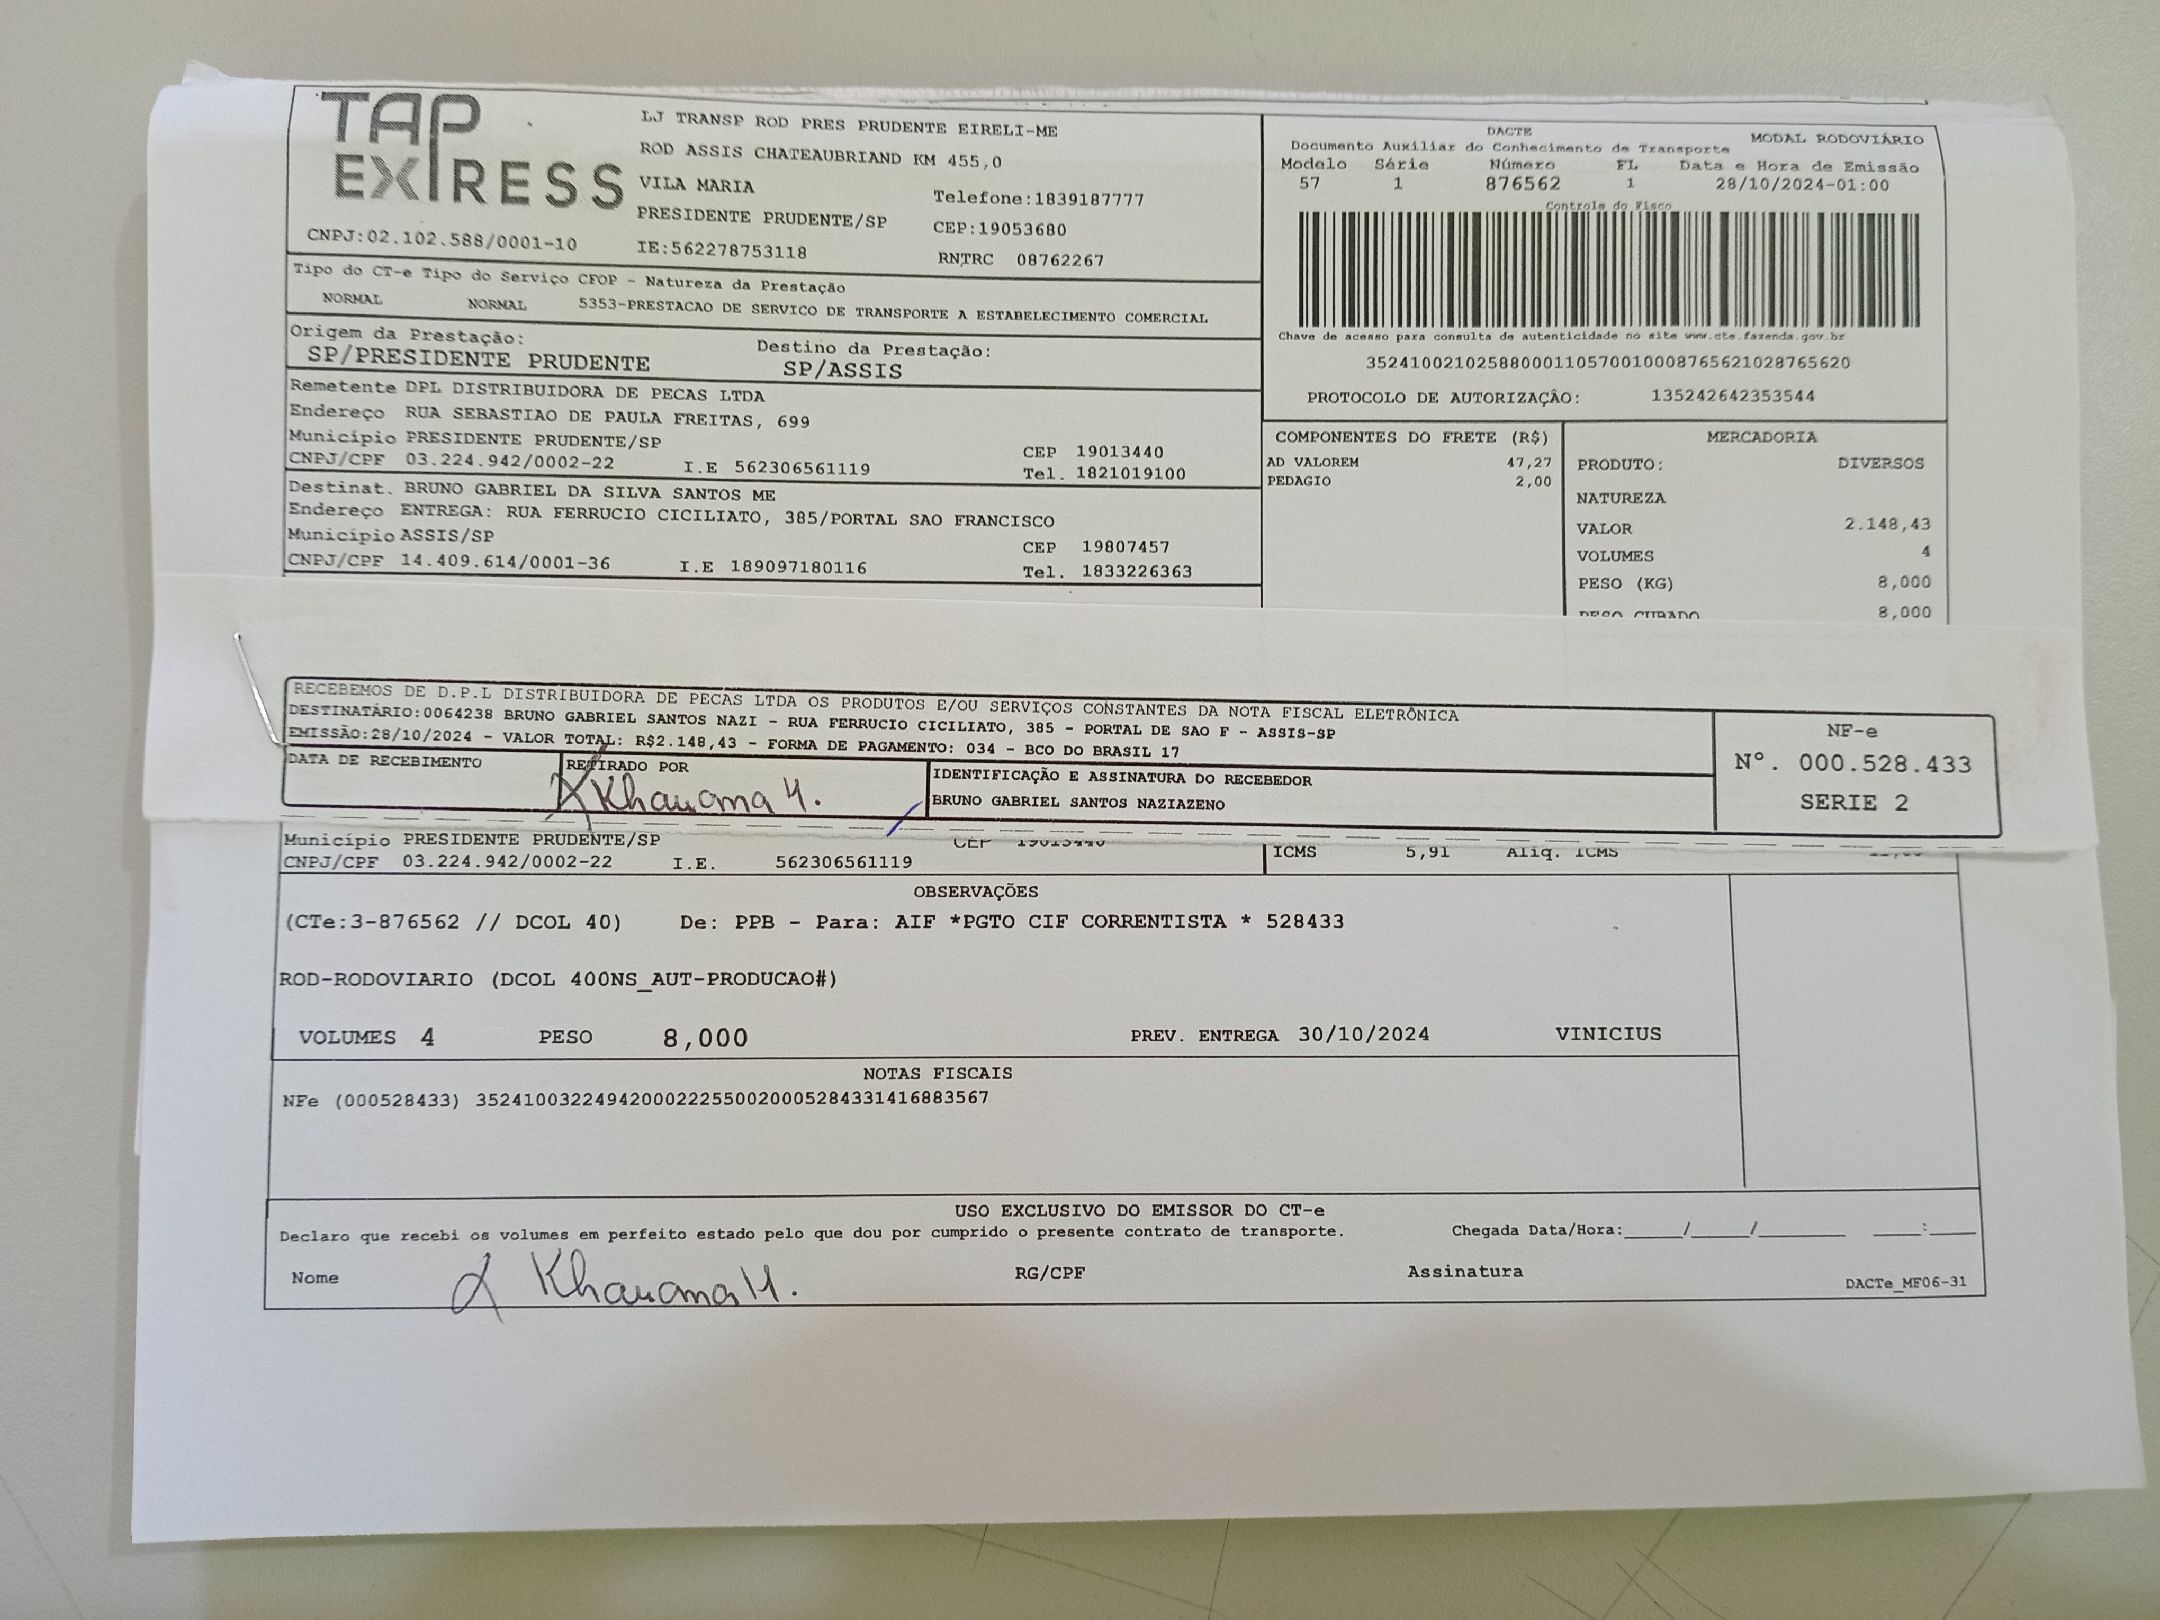 TAP EXPRESS
LJ TRANSP ROD PRES PRUDENTE EIRELI-ME
ROD ASSIS CHATEAUBRIAND KM 455,0
VILA MARIA
Telefone:1839187777
PRESIDENTE PRUDENTE/SP
CEP:19053680
CNPJ:02.102.588/0001-10
IE:562278753118
RNTRC 08762267
Tipo do CT-e Tipo do Serviço CFOP - Natureza da Prestação
NORMAL NORMAL 5353-PRESTACAO DE SERVICO DE TRANSPORTE A ESTABELECIMENTO COMERCIAL
Origem da Prestação: Destino da Prestação:
SP/PRESIDENTE PRUDENTE SP/ASSIS
Remetente DPL DISTRIBUIDORA DE PECAS LTDA
Endereço RUA SEBASTIAO DE PAULA FREITAS, 699
Município PRESIDENTE PRUDENTE/SP CEP 19013440
CNPJ/CPF 03.224.942/0002-22 I.E 562306561119 Tel. 1821019100
Destinat. BRUNO GABRIEL DA SILVA SANTOS ME
Endereço ENTREGA: RUA FERRUCIO CICILIATO, 385/PORTAL SAO FRANCISCO
Município ASSIS/SP CEP 19807457
CNPJ/CPF 14.409.614/0001-36 I.E 189097180116 Tel. 1833226363
DACTE MODAL RODOVIÁRIO
Documento Auxiliar do Conhecimento de Transporte
Modelo Série Número FL Data e Hora de Emissão
57 1 876562 1 28/10/2024-01:00
Controle do Fisco
Chave de acesso para consulta de autenticidade no site www.cte.fazenda.gov.br
35241002102588000110570010008765621028765620
PROTOCOLO DE AUTORIZAÇÂO: 135242642353544
COMPONENTES DO FRETE (R$)
AD VALOREM 47,27
PEDAGIO 2,00
MERCADORIA
PRODUTO: DIVERSOS
NATUREZA
VALOR 2.148,43
VOLUMES 4
PESO (KG) 8,000
PESO CUBADO 8,000
RECEBEMOS DE D.P.L DISTRIBUIDORA DE PECAS LTDA OS PRODUTOS E/OU SERVIÇOS CONSTANTES DA NOTA FISCAL ELETRÔNICA
DESTINATÁRIO:0064238 BRUNO GABRIEL SANTOS NAZI - RUA FERRUCIO CICILIATO, 385 - PORTAL DE SAO F - ASSIS-SP
EMISSÃO:28/10/2024 - VALOR TOTAL: R$2.148,43 - FORMA DE PAGAMENTO: 034 - BCO DO BRASIL 17
DATA DE RECEBIMENTO
RETIRADO POR
IDENTIFICAÇÃO E ASSINATURA DO RECEBEDOR
BRUNO GABRIEL SANTOS NAZIAZENO
NF-e
Nº. 000.528.433
SERIE 2
Município PRESIDENTE PRUDENTE/SP CEP 19013440
CNPJ/CPF 03.224.942/0002-22 I.E. 562306561119
ICMS 5,91 Aliq. ICMS
OBSERVAÇÕES
(CTe:3-876562 // DCOL 40) De: PPB - Para: AIF *PGTO CIF CORRENTISTA * 528433
ROD-RODOVIARIO (DCOL 400NS_AUT-PRODUCAO#)
VOLUMES 4 PESO 8,000 PREV. ENTREGA 30/10/2024 VINICIUS
NOTAS FISCAIS
NFe (000528433) 35241003224942000222550020005284331416883567
USO EXCLUSIVO DO EMISSOR DO CT-e
Declaro que recebi os volumes em perfeito estado pelo que dou por cumprido o presente contrato de transporte. Chegada Data/Hora:_____/_____/________ ____:____
Nome RG/CPF Assinatura
DACTe_MF06-31